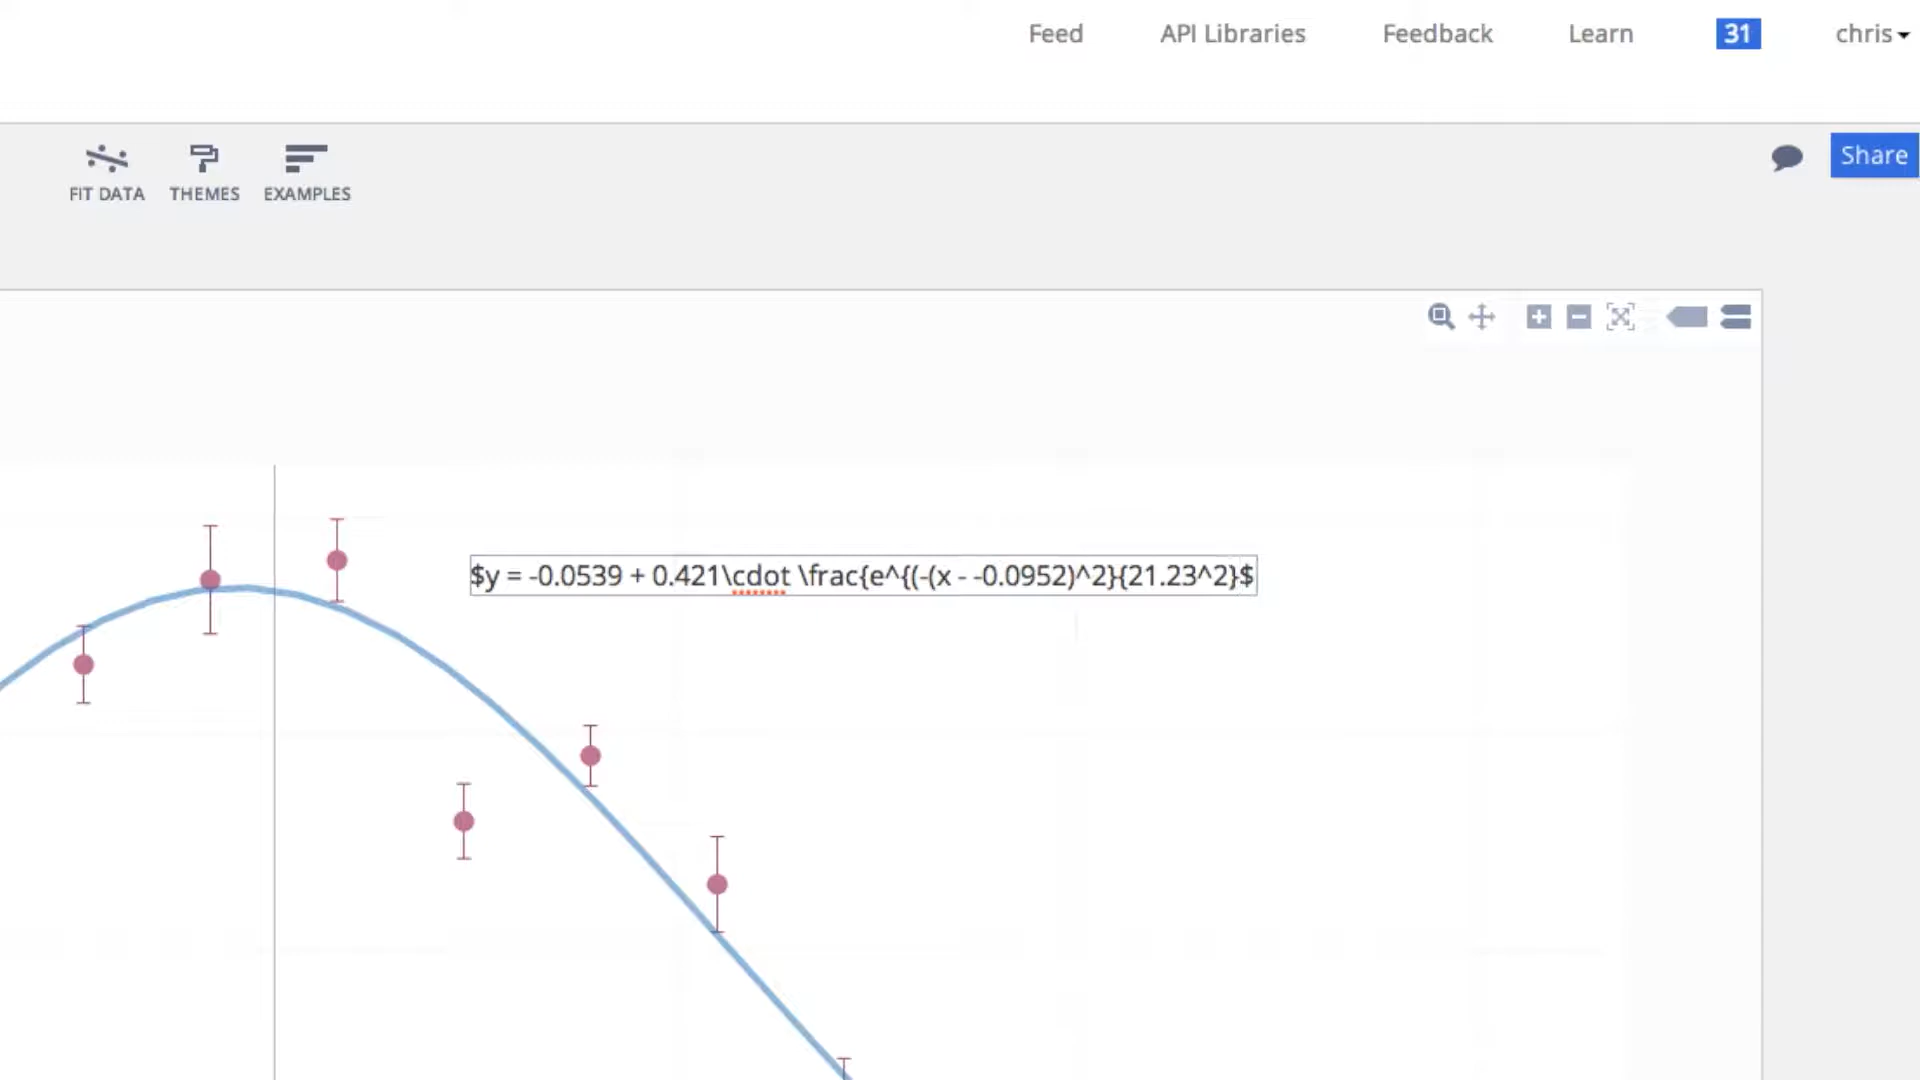 Feed API Libraries Feedback Learn 31 chris
Share
FIT DATA THEMES EXAMPLES
$y = -0.0539 + 0.421\cdot \frac{e^{(-(x - -0.0952)^2}{21.23^2}$